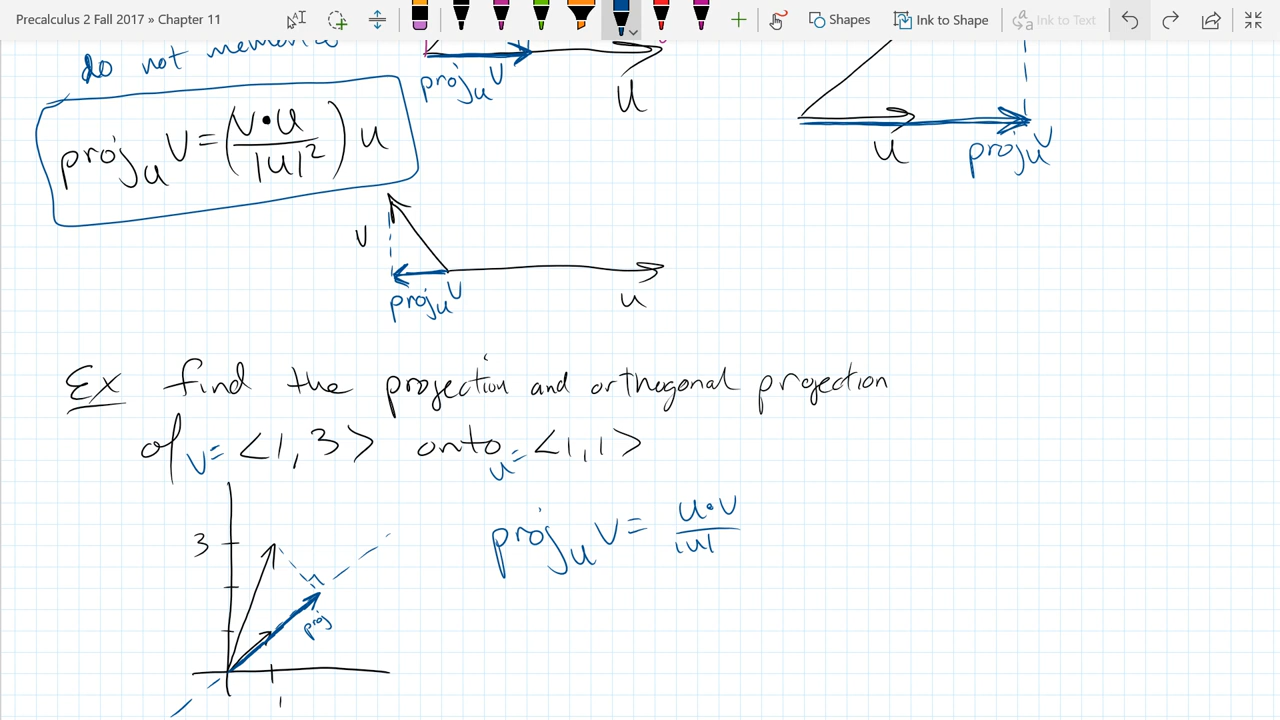 Precalculus 2 Fall 2017 » Chapter 11
Shapes
Ink to Shape
Ink to Text
do not memorize
proj_u V
u
u
proj_u V
proj_u V = (V•u / |u|²) u
V
proj_u V
u
Ex find the projection and orthogonal projection
of V= <1, 3> onto u= <1, 1>
3
proj
1
proj_u V = u•V / |u|